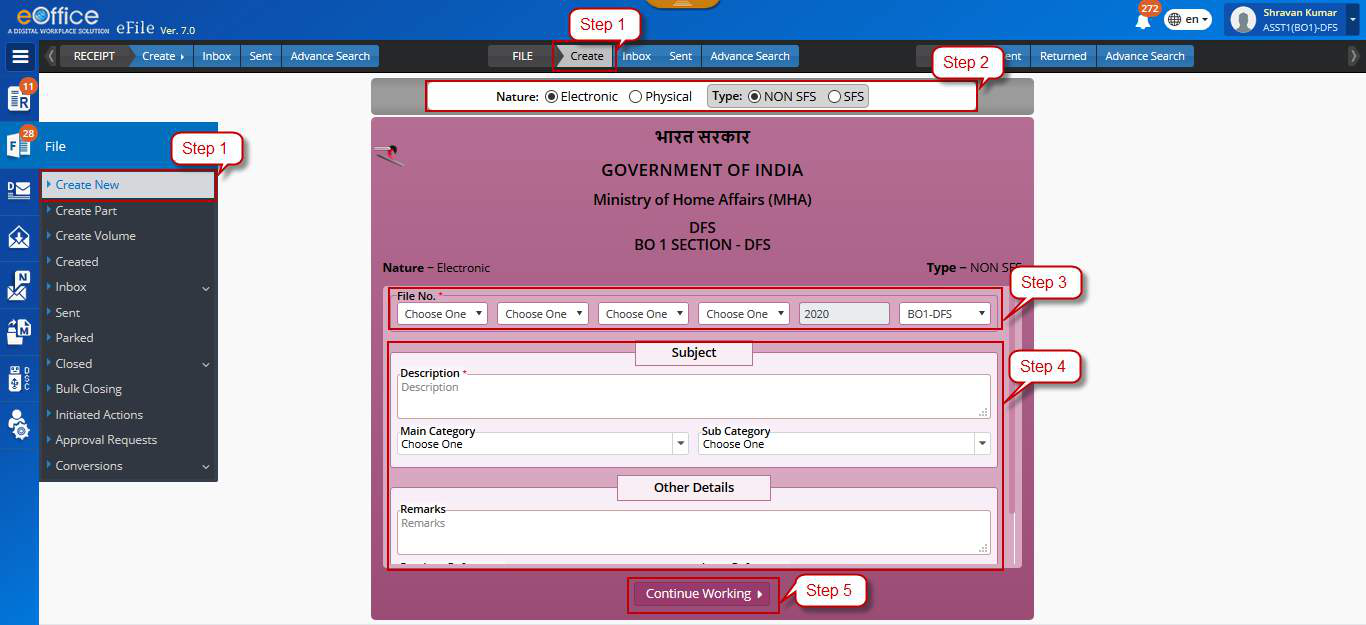 eOffice
A DIGITAL WORKPLACE SOLUTION
eFile Ver. 7.0
272
en
Shravan Kumar
ASST1(BO1)-DFS
Step 1
RECEIPT Create Inbox Sent Advance Search
FILE Create Inbox Sent Advance Search
Returned Advance Search
Step 2
Nature: Electronic Physical Type: NON SFS SFS
11
R
28
F
File
Step 1
Create New
Create Part
Create Volume
Created
Inbox
Sent
Parked
Closed
Bulk Closing
Initiated Actions
Approval Requests
Conversions
D
N
M
DSC
भारत सरकार
GOVERNMENT OF INDIA
Ministry of Home Affairs (MHA)
DFS
BO 1 SECTION - DFS
Nature – Electronic Type – NON SFS
Step 3
File No. *
Choose One Choose One Choose One Choose One 2020 BO1-DFS
Step 4
Subject
Description *
Description
Main Category Sub Category
Choose One Choose One
Other Details
Remarks
Remarks
Continue Working
Step 5